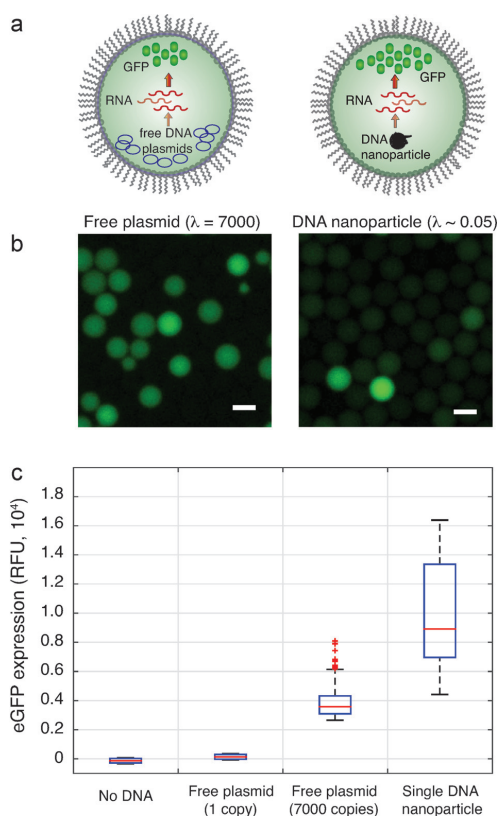 a
GFP
RNA
free DNA
plasmids
GFP
RNA
DNA
nanoparticle
b
Free plasmid (λ = 7000)
DNA nanoparticle (λ ~ 0.05)
c
eGFP expression (RFU, 10⁴)
1.8
1.6
1.4
1.2
1.0
0.8
0.6
0.4
0.2
0
No DNA
Free plasmid
(1 copy)
Free plasmid
(7000 copies)
Single DNA
nanoparticle